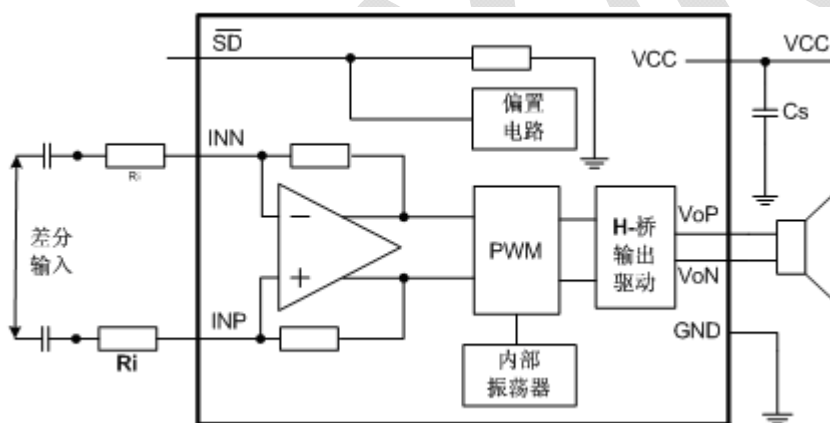 SD
VCC
VCC
偏置
电路
Cs
INN
Ri
差分
输入
PWM
H-桥
输出
驱动
VoP
VoN
INP
Ri
GND
内部
振荡器